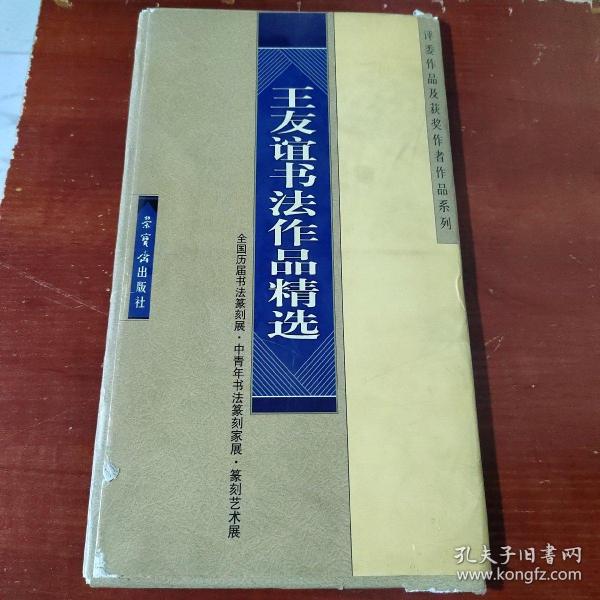 评委作品及获奖作者作品系列
王友谊书法作品精选
全国历届书法篆刻展·中青年书法篆刻家展·篆刻艺术展
荣宝斋出版社
孔夫子旧书网
www.kongfz.com